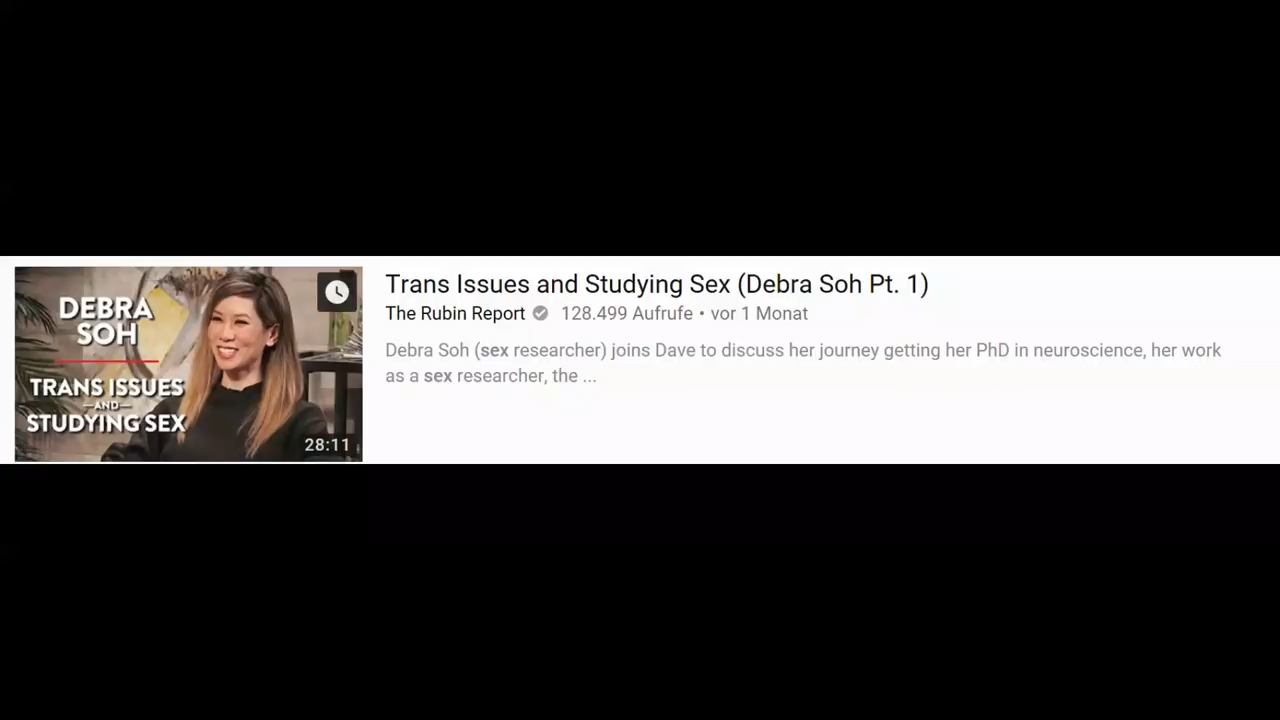 DEBRA
SOH
TRANS ISSUES
AND
STUDYING SEX
28:11
Trans Issues and Studying Sex (Debra Soh Pt. 1)
The Rubin Report 128.499 Aufrufe • vor 1 Monat
Debra Soh (sex researcher) joins Dave to discuss her journey getting her PhD in neuroscience, her work
as a sex researcher, the ...